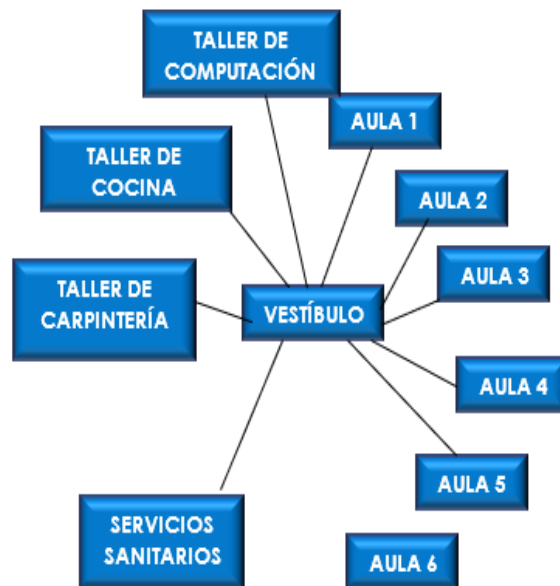 TALLER DE
COMPUTACIÓN
AULA 1
TALLER DE
COCINA
AULA 2
AULA 3
TALLER DE
CARPINTERÍA
VESTÍBULO
AULA 4
AULA 5
SERVICIOS
SANITARIOS
AULA 6